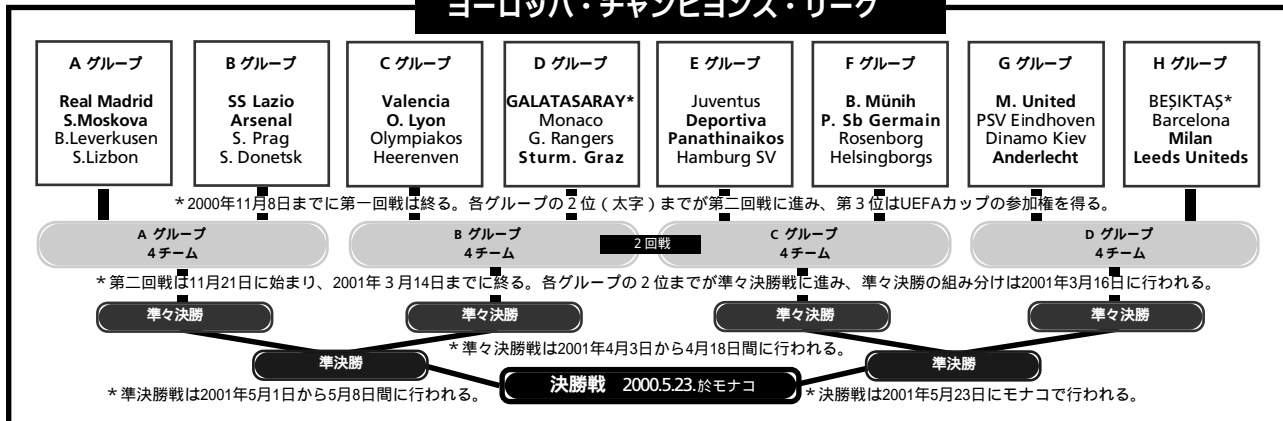 ヨーロッパ・チャンピヨンズ・リーグ
A グループ
Real Madrid
S.Moskova
B.Leverkusen
S.Lizbon
B グループ
SS Lazio
Arsenal
S. Prag
S. Donetsk
C グループ
Valencia
O. Lyon
Olympiakos
Heerenven
D グループ
GALATASARAY*
Monaco
G. Rangers
Sturm. Graz
E グループ
Juventus
Deportiva
Panathinaikos
Hamburg SV
F グループ
B. Münih
P. Sb Germain
Rosenborg
Helsingborgs
G グループ
M. United
PSV Eindhoven
Dinamo Kiev
Anderlecht
H グループ
BEŞIKTAŞ*
Barcelona
Milan
Leeds Uniteds
*2000年11月8日までに第一回戦は終る。各グループの2位(太字)までが第二回戦に進み、第3位はUEFAカップの参加権を得る。
A グループ
4チーム
B グループ
4チーム
2回戦
C グループ
4チーム
D グループ
4チーム
*第二回戦は11月21日に始まり、2001年3月14日までに終る。各グループの2位までが準々決勝戦に進み、準々決勝の組み分けは2001年3月16日に行われる。
準々決勝
準々決勝
準々決勝
準々決勝
*準々決勝戦は2001年4月3日から4月18日間に行われる。
準決勝
準決勝
*準決勝戦は2001年5月1日から5月8日間に行われる。
決勝戦 2000.5.23.於モナコ
*決勝戦は2001年5月23日にモナコで行われる。